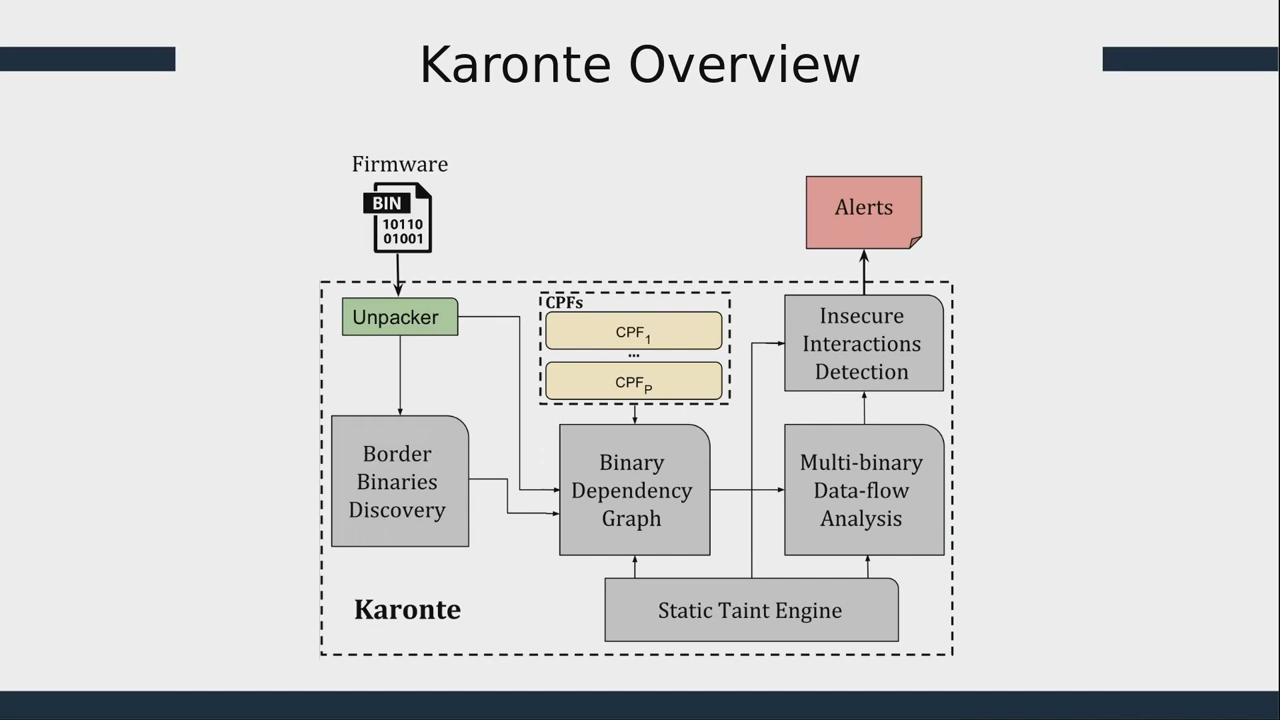 Karonte Overview
Firmware
BIN
10110
01001
Alerts
Unpacker
CPFs
CPF1
...
CPFP
Insecure
Interactions
Detection
Border
Binaries
Discovery
Binary
Dependency
Graph
Multi-binary
Data-flow
Analysis
Karonte
Static Taint Engine